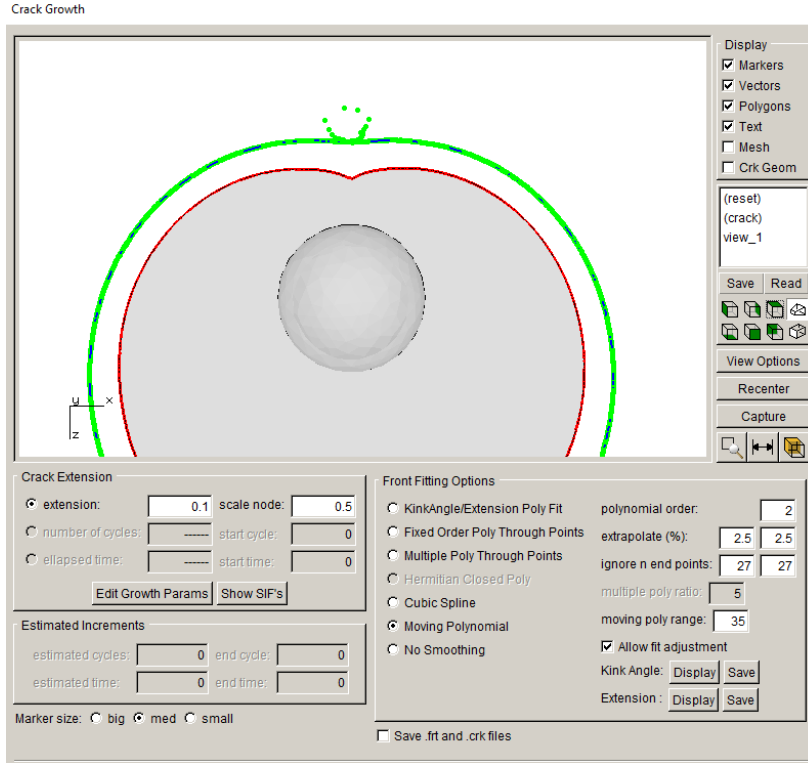 Crack Growth
Display
Markers
Vectors
Polygons
Text
Mesh
Crk Geom
(reset)
(crack)
view_1
Save Read
View Options
Recenter
Capture
y x
z
Crack Extension
extension: 0.1 scale node: 0.5
number of cycles: ------ start cycle: 0
ellapsed time: ------ start time: 0
Edit Growth Params Show SIF's
Estimated Increments
estimated cycles: 0 end cycle: 0
estimated time: 0 end time: 0
Marker size: big med small
Front Fitting Options
KinkAngle/Extension Poly Fit
Fixed Order Poly Through Points
Multiple Poly Through Points
Hermitian Closed Poly
Cubic Spline
Moving Polynomial
No Smoothing
polynomial order: 2
extrapolate (%): 2.5 2.5
ignore n end points: 27 27
multiple poly ratio: 5
moving poly range: 35
Allow fit adjustment
Kink Angle: Display Save
Extension : Display Save
Save .frt and .crk files